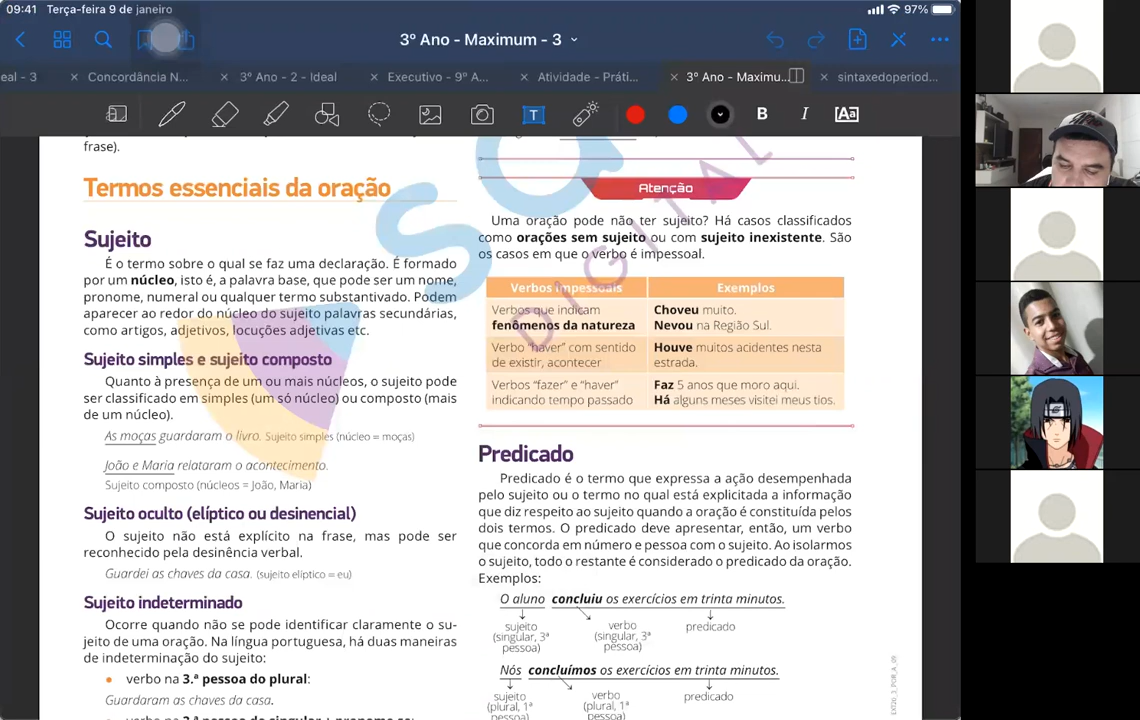 09:41 Terça-feira 9 de janeiro
97%
3º Ano - Maximum - 3
eal - 3
Concordância N...
3º Ano - 2 - Ideal
Executivo - 9º A...
Atividade - Práti...
3º Ano - Maximu...
sintaxedoperiod...
T
B
I
Aa
frase).
Termos essenciais da oração
Sujeito
É o termo sobre o qual se faz uma declaração. É formado
por um núcleo, isto é, a palavra base, que pode ser um nome,
pronome, numeral ou qualquer termo substantivado. Podem
aparecer ao redor do núcleo do sujeito palavras secundárias,
como artigos, adjetivos, locuções adjetivas etc.
Sujeito simples e sujeito composto
Quanto à presença de um ou mais núcleos, o sujeito pode
ser classificado em simples (um só núcleo) ou composto (mais
de um núcleo).
As moças guardaram o livro. Sujeito simples (núcleo = moças)
João e Maria relataram o acontecimento.
Sujeito composto (núcleos = João, Maria)
Sujeito oculto (elíptico ou desinencial)
O sujeito não está explícito na frase, mas pode ser
reconhecido pela desinência verbal.
Guardei as chaves da casa. (sujeito elíptico = eu)
Sujeito indeterminado
Ocorre quando não se pode identificar claramente o su-
jeito de uma oração. Na língua portuguesa, há duas maneiras
de indeterminação do sujeito:
• verbo na 3.ª pessoa do plural:
Guardaram as chaves da casa.
Atenção
Uma oração pode não ter sujeito? Há casos classificados
como orações sem sujeito ou com sujeito inexistente. São
os casos em que o verbo é impessoal.
Verbos impessoais Exemplos
Verbos que indicam Choveu muito.
fenômenos da natureza Nevou na Região Sul.
Verbo "haver" com sentido Houve muitos acidentes nesta
de existir, acontecer estrada.
Verbos "fazer" e "haver" Faz 5 anos que moro aqui.
indicando tempo passado Há alguns meses visitei meus tios.
Predicado
Predicado é o termo que expressa a ação desempenhada
pelo sujeito ou o termo no qual está explicitada a informação
que diz respeito ao sujeito quando a oração é constituída pelos
dois termos. O predicado deve apresentar, então, um verbo
que concorda em número e pessoa com o sujeito. Ao isolarmos
o sujeito, todo o restante é considerado o predicado da oração.
Exemplos:
O aluno concluiu os exercícios em trinta minutos.
sujeito verbo predicado
(singular, 3ª (singular, 3ª
pessoa) pessoa)
Nós concluímos os exercícios em trinta minutos.
sujeito verbo predicado
(plural, 1ª (plural, 1ª
pessoa) pessoa)
DIGITAL